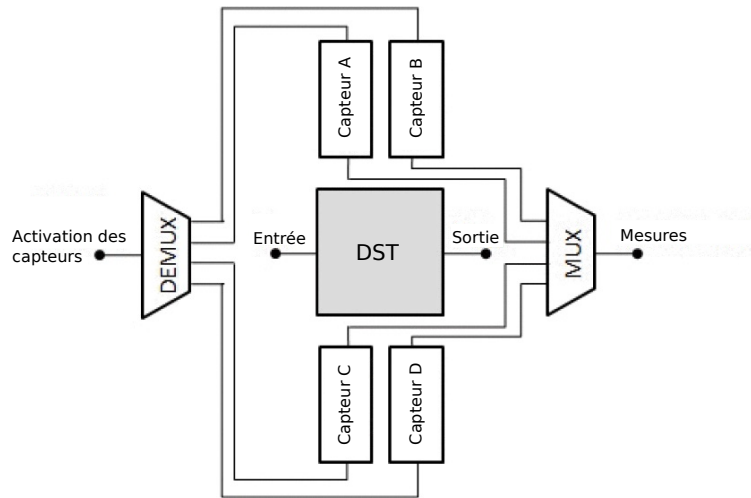 Capteur A
Capteur B
Activation des
capteurs
DEMUX
Entrée
DST
Sortie
MUX
Mesures
Capteur C
Capteur D